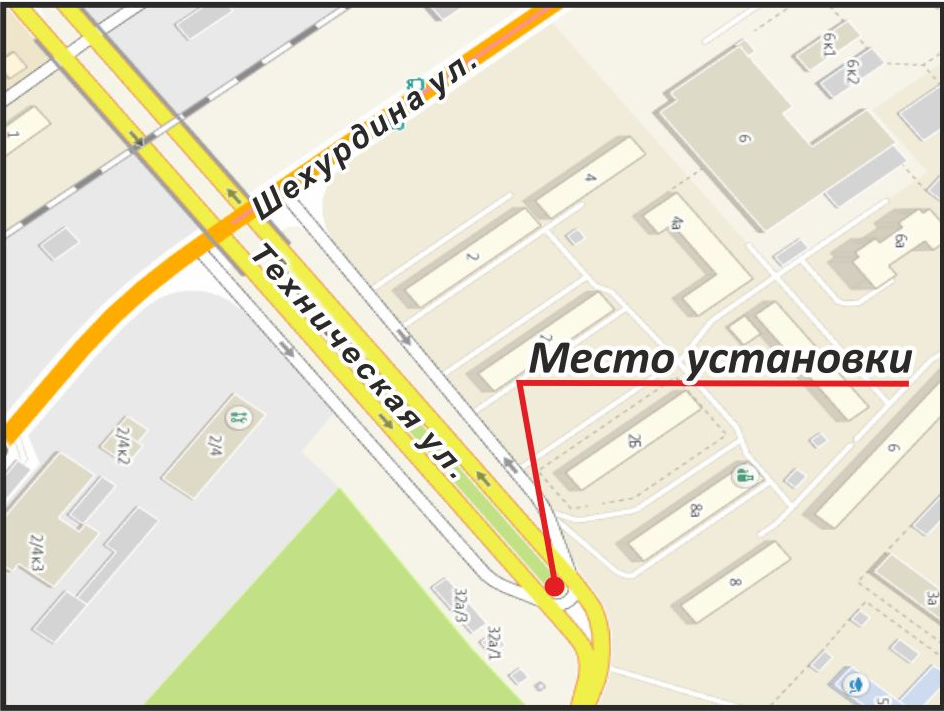 6к1
6к2
Шехурдина ул.
1
6
4
4а
6а
2
Техническая ул.
Место установки
2/4к2
2/4
2Б
6
8а
2/4к3
8
32а/3
3а
32а/1